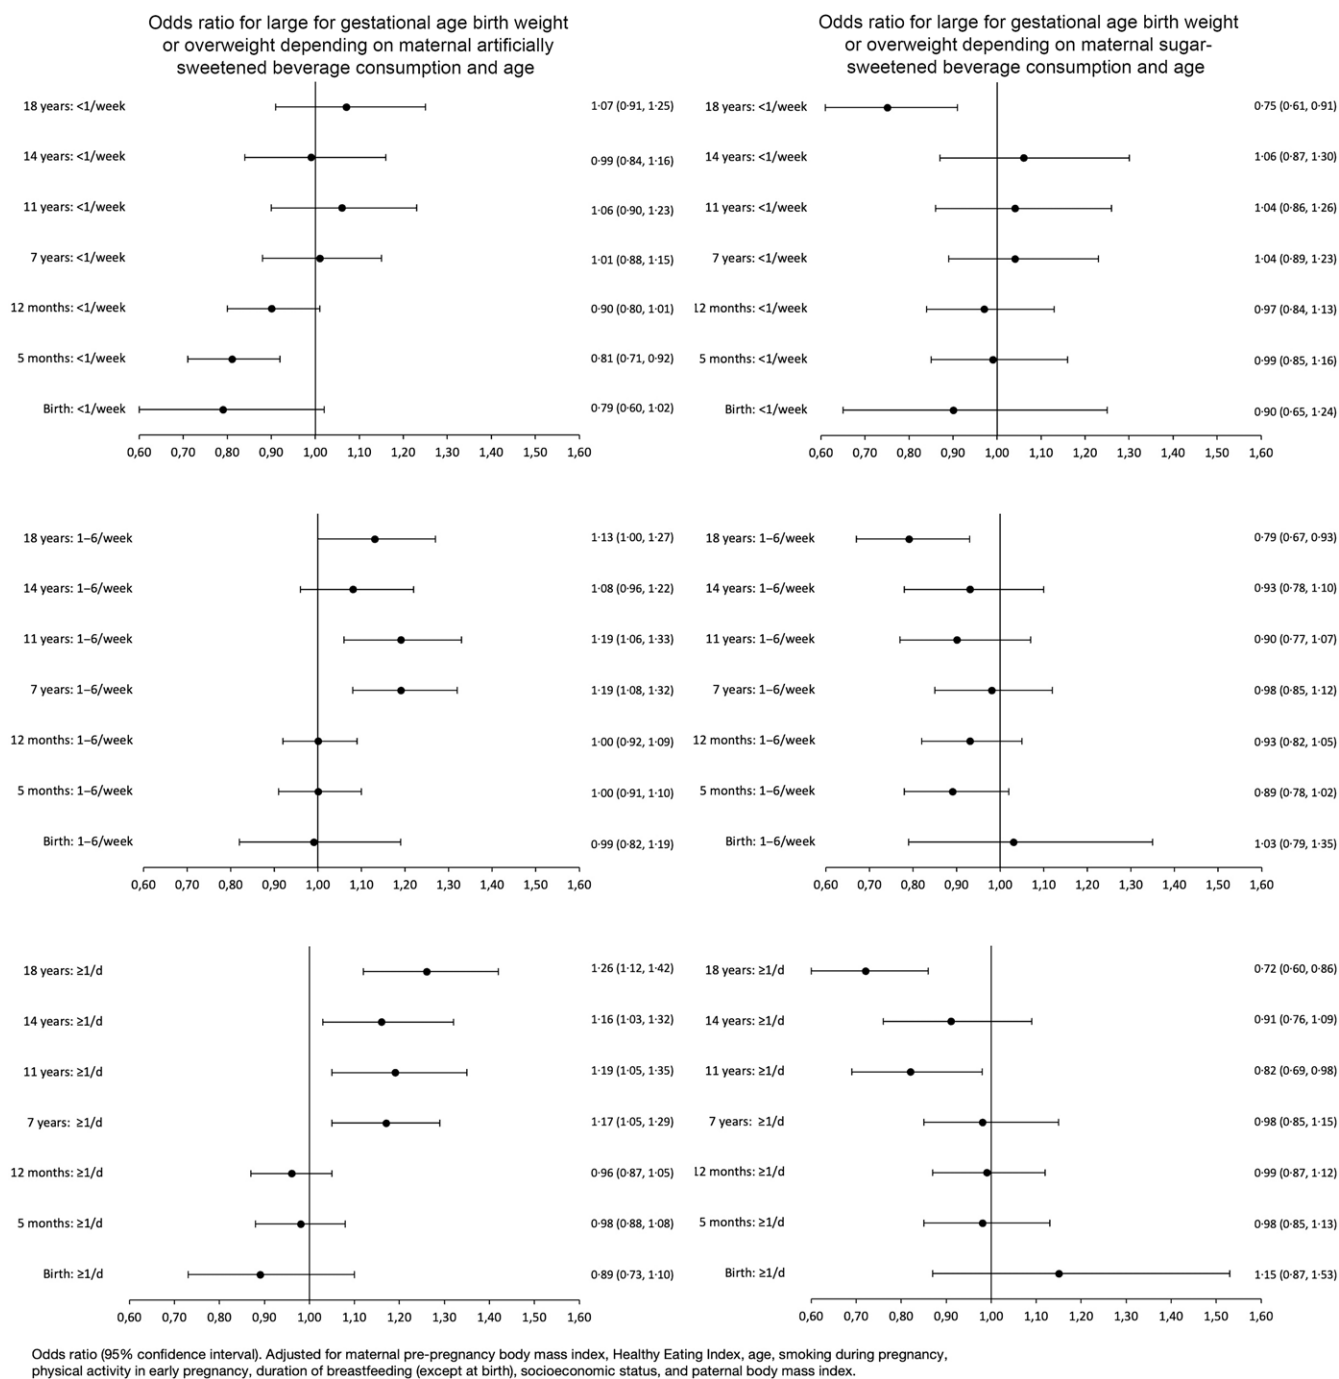 Odds ratio for large for gestational age birth weight
or overweight depending on maternal artificially
sweetened beverage consumption and age
18 years: <1/week 1·07 (0·91, 1·25)
14 years: <1/week 0·99 (0·84, 1·16)
11 years: <1/week 1·06 (0·90, 1·23)
7 years: <1/week 1·01 (0·88, 1·15)
12 months: <1/week 0·90 (0·80, 1·01)
5 months: <1/week 0·81 (0·71, 0·92)
Birth: <1/week 0·79 (0·60, 1·02)
0,60 0,70 0,80 0,90 1,00 1,10 1,20 1,30 1,40 1,50 1,60
18 years: 1–6/week 1·13 (1·00, 1·27)
14 years: 1–6/week 1·08 (0·96, 1·22)
11 years: 1–6/week 1·19 (1·06, 1·33)
7 years: 1–6/week 1·19 (1·08, 1·32)
12 months: 1–6/week 1·00 (0·92, 1·09)
5 months: 1–6/week 1·00 (0·91, 1·10)
Birth: 1–6/week 0·99 (0·82, 1·19)
0,60 0,70 0,80 0,90 1,00 1,10 1,20 1,30 1,40 1,50 1,60
18 years: ≥1/d 1·26 (1·12, 1·42)
14 years: ≥1/d 1·16 (1·03, 1·32)
11 years: ≥1/d 1·19 (1·05, 1·35)
7 years: ≥1/d 1·17 (1·05, 1·29)
12 months: ≥1/d 0·96 (0·87, 1·05)
5 months: ≥1/d 0·98 (0·88, 1·08)
Birth: ≥1/d 0·89 (0·73, 1·10)
0,60 0,70 0,80 0,90 1,00 1,10 1,20 1,30 1,40 1,50 1,60
Odds ratio for large for gestational age birth weight
or overweight depending on maternal sugar-
sweetened beverage consumption and age
18 years: <1/week 0·75 (0·61, 0·91)
14 years: <1/week 1·06 (0·87, 1·30)
11 years: <1/week 1·04 (0·86, 1·26)
7 years: <1/week 1·04 (0·89, 1·23)
12 months: <1/week 0·97 (0·84, 1·13)
5 months: <1/week 0·99 (0·85, 1·16)
Birth: <1/week 0·90 (0·65, 1·24)
0,60 0,70 0,80 0,90 1,00 1,10 1,20 1,30 1,40 1,50 1,60
18 years: 1–6/week 0·79 (0·67, 0·93)
14 years: 1–6/week 0·93 (0·78, 1·10)
11 years: 1–6/week 0·90 (0·77, 1·07)
7 years: 1–6/week 0·98 (0·85, 1·12)
12 months: 1–6/week 0·93 (0·82, 1·05)
5 months: 1–6/week 0·89 (0·78, 1·02)
Birth: 1–6/week 1·03 (0·79, 1·35)
0,60 0,70 0,80 0,90 1,00 1,10 1,20 1,30 1,40 1,50 1,60
18 years: ≥1/d 0·72 (0·60, 0·86)
14 years: ≥1/d 0·91 (0·76, 1·09)
11 years: ≥1/d 0·82 (0·69, 0·98)
7 years: ≥1/d 0·98 (0·85, 1·15)
12 months: ≥1/d 0·99 (0·87, 1·12)
5 months: ≥1/d 0·98 (0·85, 1·13)
Birth: ≥1/d 1·15 (0·87, 1·53)
0,60 0,70 0,80 0,90 1,00 1,10 1,20 1,30 1,40 1,50 1,60
Odds ratio (95% confidence interval). Adjusted for maternal pre-pregnancy body mass index, Healthy Eating Index, age, smoking during pregnancy,
physical activity in early pregnancy, duration of breastfeeding (except at birth), socioeconomic status, and paternal body mass index.